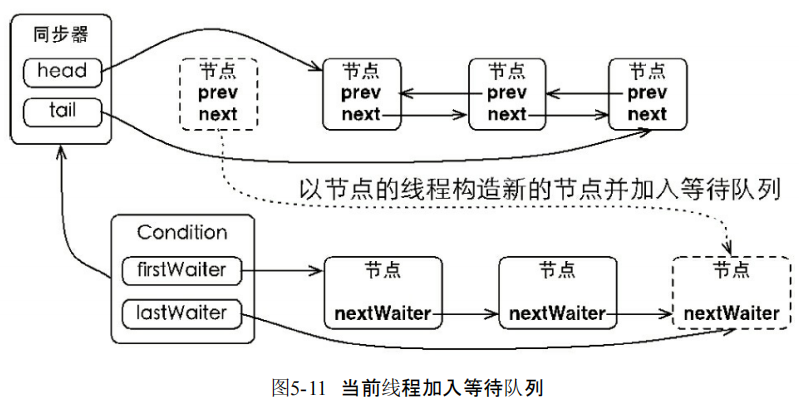 同步器
head
tail
节点
prev
next
节点
prev
next
节点
prev
next
节点
prev
next
以节点的线程构造新的节点并加入等待队列
Condition
firstWaiter
lastWaiter
节点
nextWaiter
节点
nextWaiter
节点
nextWaiter
图5-11 当前线程加入等待队列